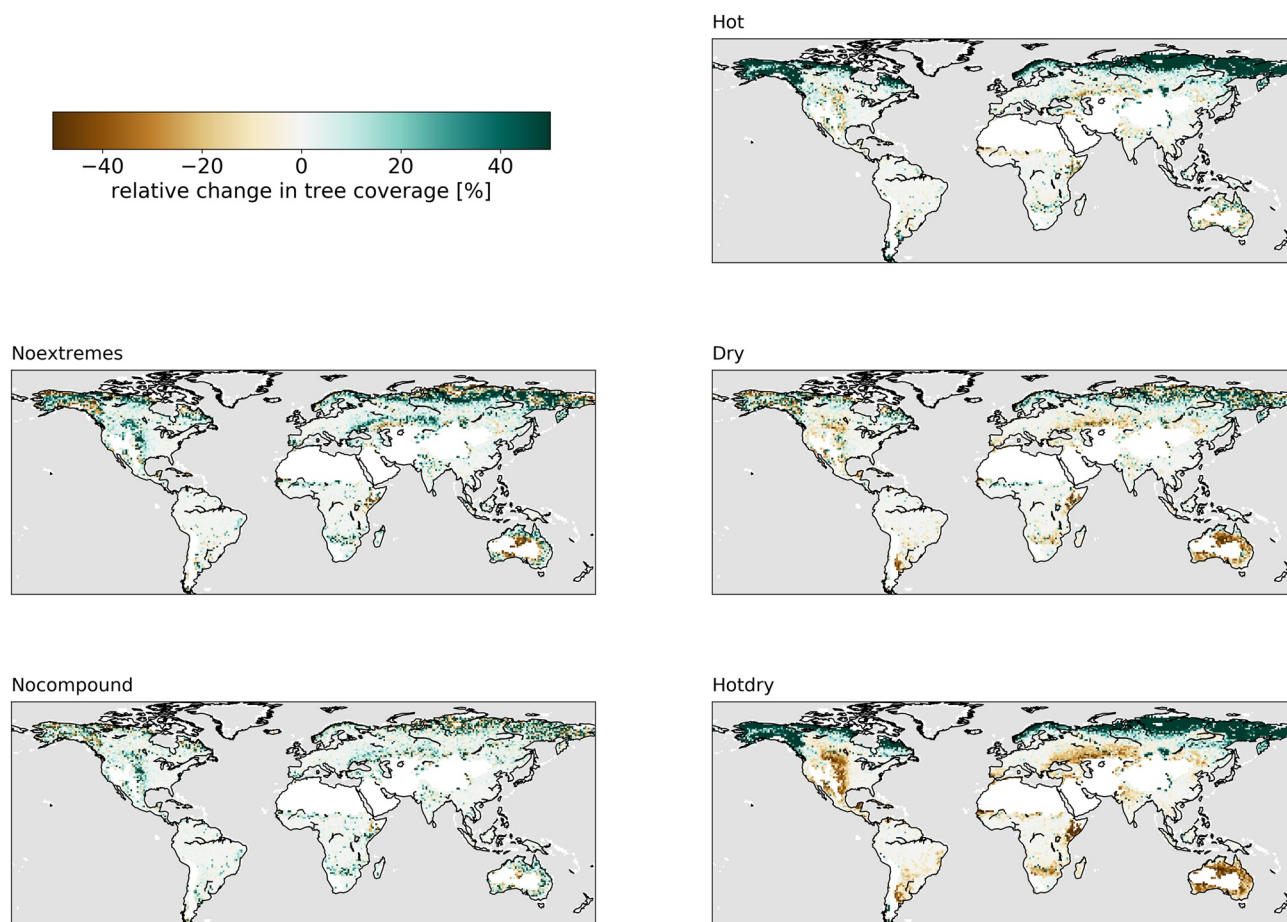 Hot
−40 −20 0 20 40
relative change in tree coverage [%]
Noextremes
Dry
Nocompound
Hotdry